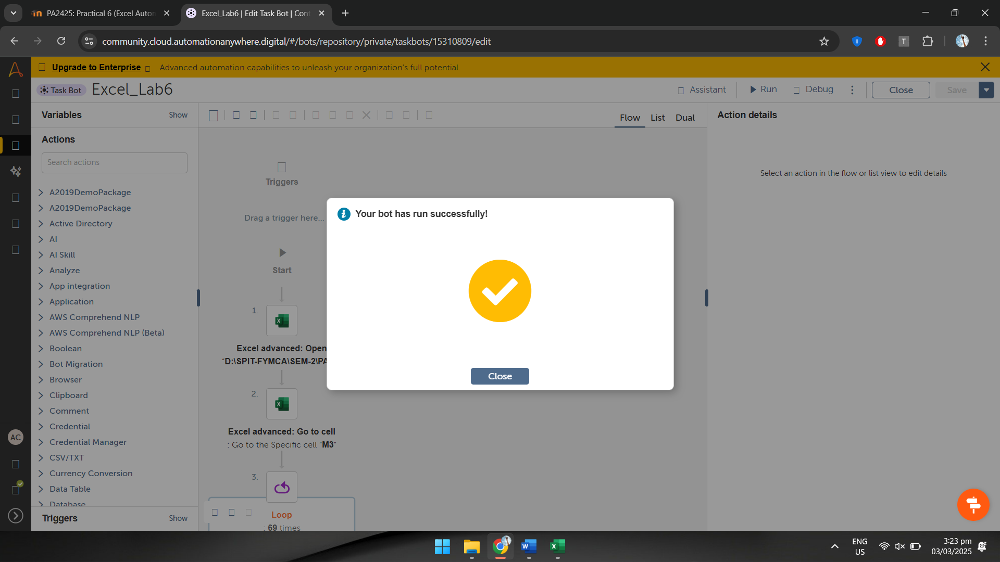 PA2425: Practical 6 (Excel Auton
Excel_Lab6 | Edit Task Bot | Cont
community.cloud.automationanywhere.digital/#/bots/repository/private/taskbots/15310809/edit
T
Upgrade to Enterprise
Advanced automation capabilities to unleash your organization's full potential.
Task Bot
Excel_Lab6
Assistant
Run
Debug
Close
Save
Variables
Show
Flow
List
Dual
Action details
Actions
Search actions
Select an action in the flow or list view to edit details
A2019DemoPackage
A2019DemoPackage
Active Directory
AI
AI Skill
Analyze
App integration
Application
AWS Comprehend NLP
AWS Comprehend NLP (Beta)
Boolean
Bot Migration
Browser
Clipboard
Comment
Credential
Credential Manager
CSV/TXT
Currency Conversion
Data Table
Database
Triggers
Show
AC
Triggers
Drag a trigger here...
Start
1.
Excel advanced: Open
"D:\SPIT-FYMCA\SEM-2\PA
2.
Excel advanced: Go to cell
: Go to the Specific cell "M3"
3.
Loop
: 69 times
Your bot has run successfully!
Close
ENG
US
3:23 pm
03/03/2025